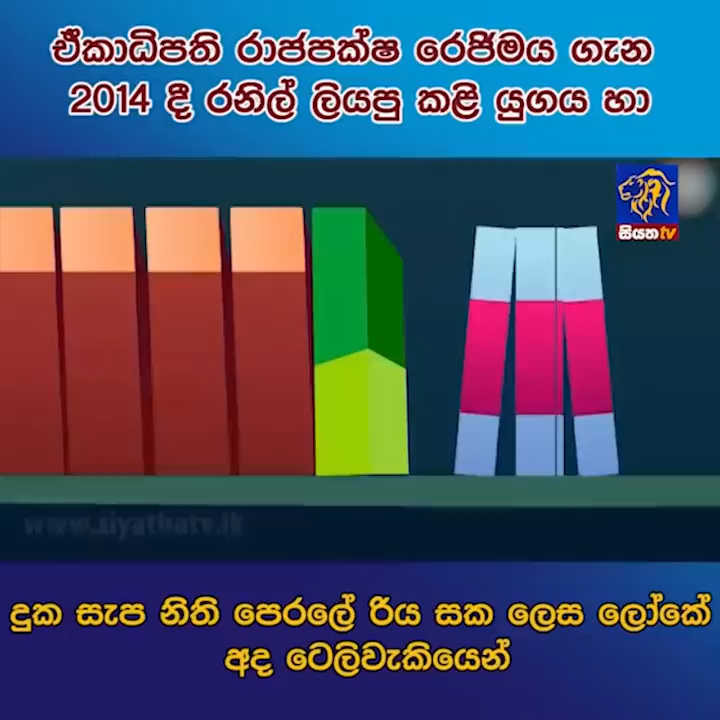 ඒකාධිපති රාජපක්ෂ රෙජිමය ගැන
2014 දී රනිල් ලියපු කළී යුගය හා
සියත tv
www.siyathatv.lk
දුක සැප නිති පෙරලේ රිය සක ලෙස ලෝකේ
අද ටෙලිවැකියෙන්